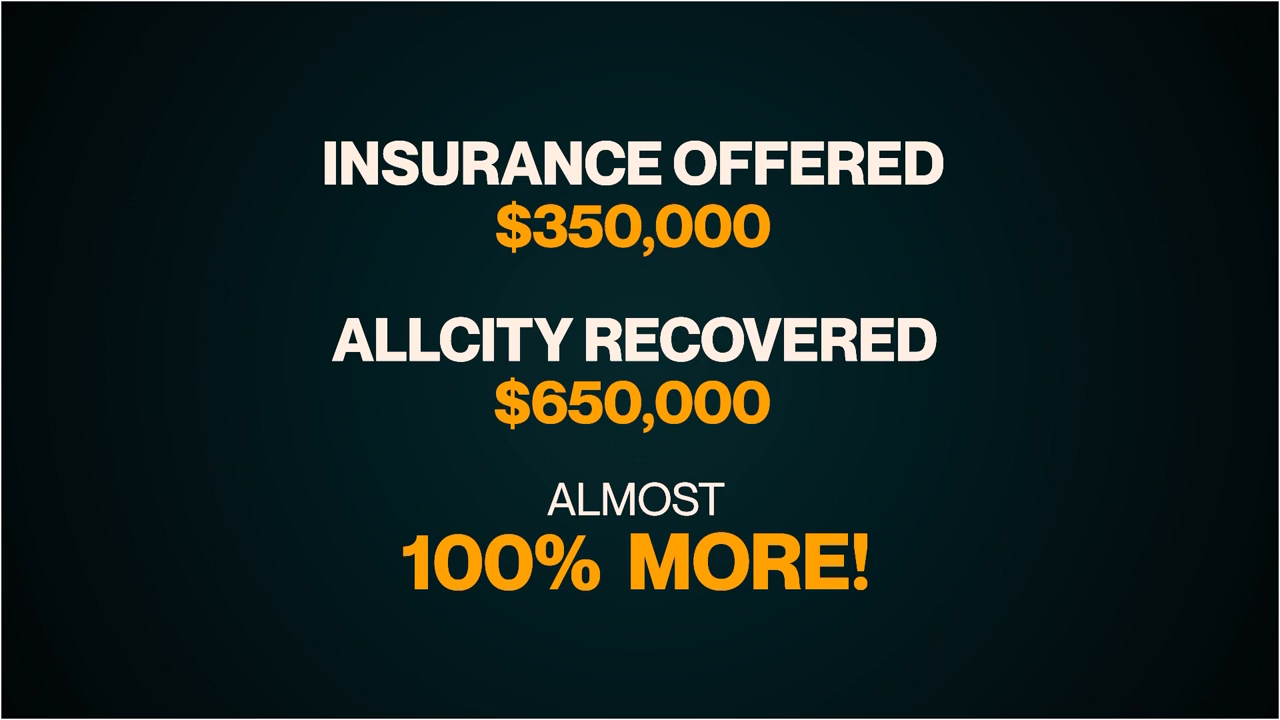 INSURANCE OFFERED
$350,000
ALLCITY RECOVERED
$650,000
ALMOST
100% MORE!